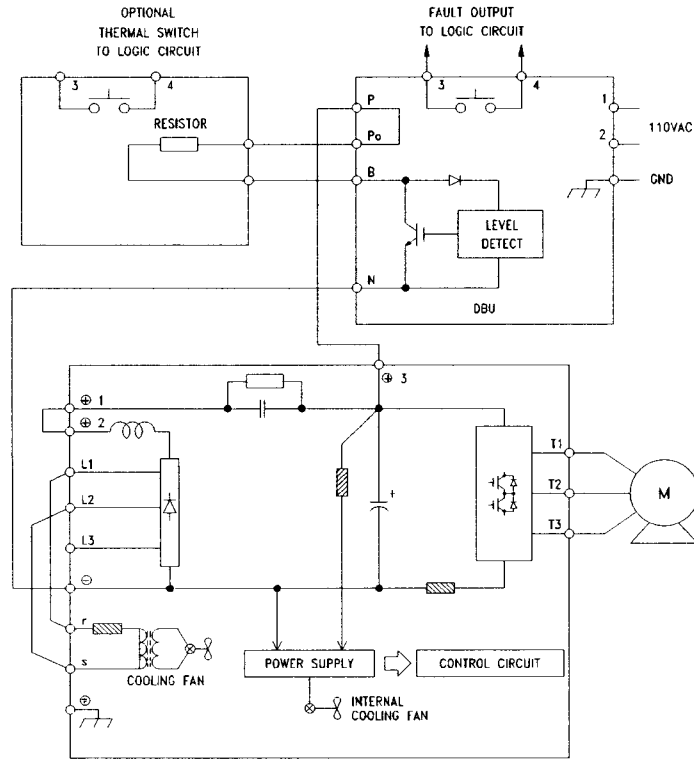 OPTIONAL
THERMAL SWITCH
TO LOGIC CIRCUIT
FAULT OUTPUT
TO LOGIC CIRCUIT
3
4
3
4
RESISTOR
P
Po
B
N
1
2
110VAC
GND
LEVEL
DETECT
DBU
⊕ 3
⊕ 1
⊕ 2
L1
L2
L3
⊖
r
s
+
T1
T2
T3
M
COOLING FAN
POWER SUPPLY
CONTROL CIRCUIT
INTERNAL
COOLING FAN